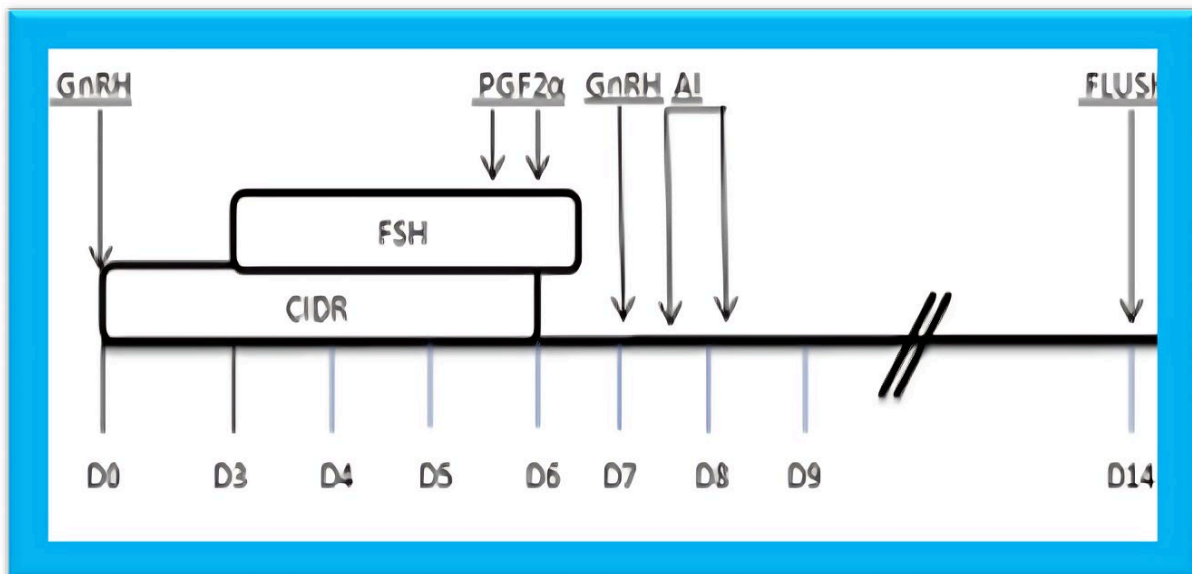 GnRH PGF2α GnRH AI FLUSH
FSH
CIDR
D0 D3 D4 D5 D6 D7 D8 D9 D14